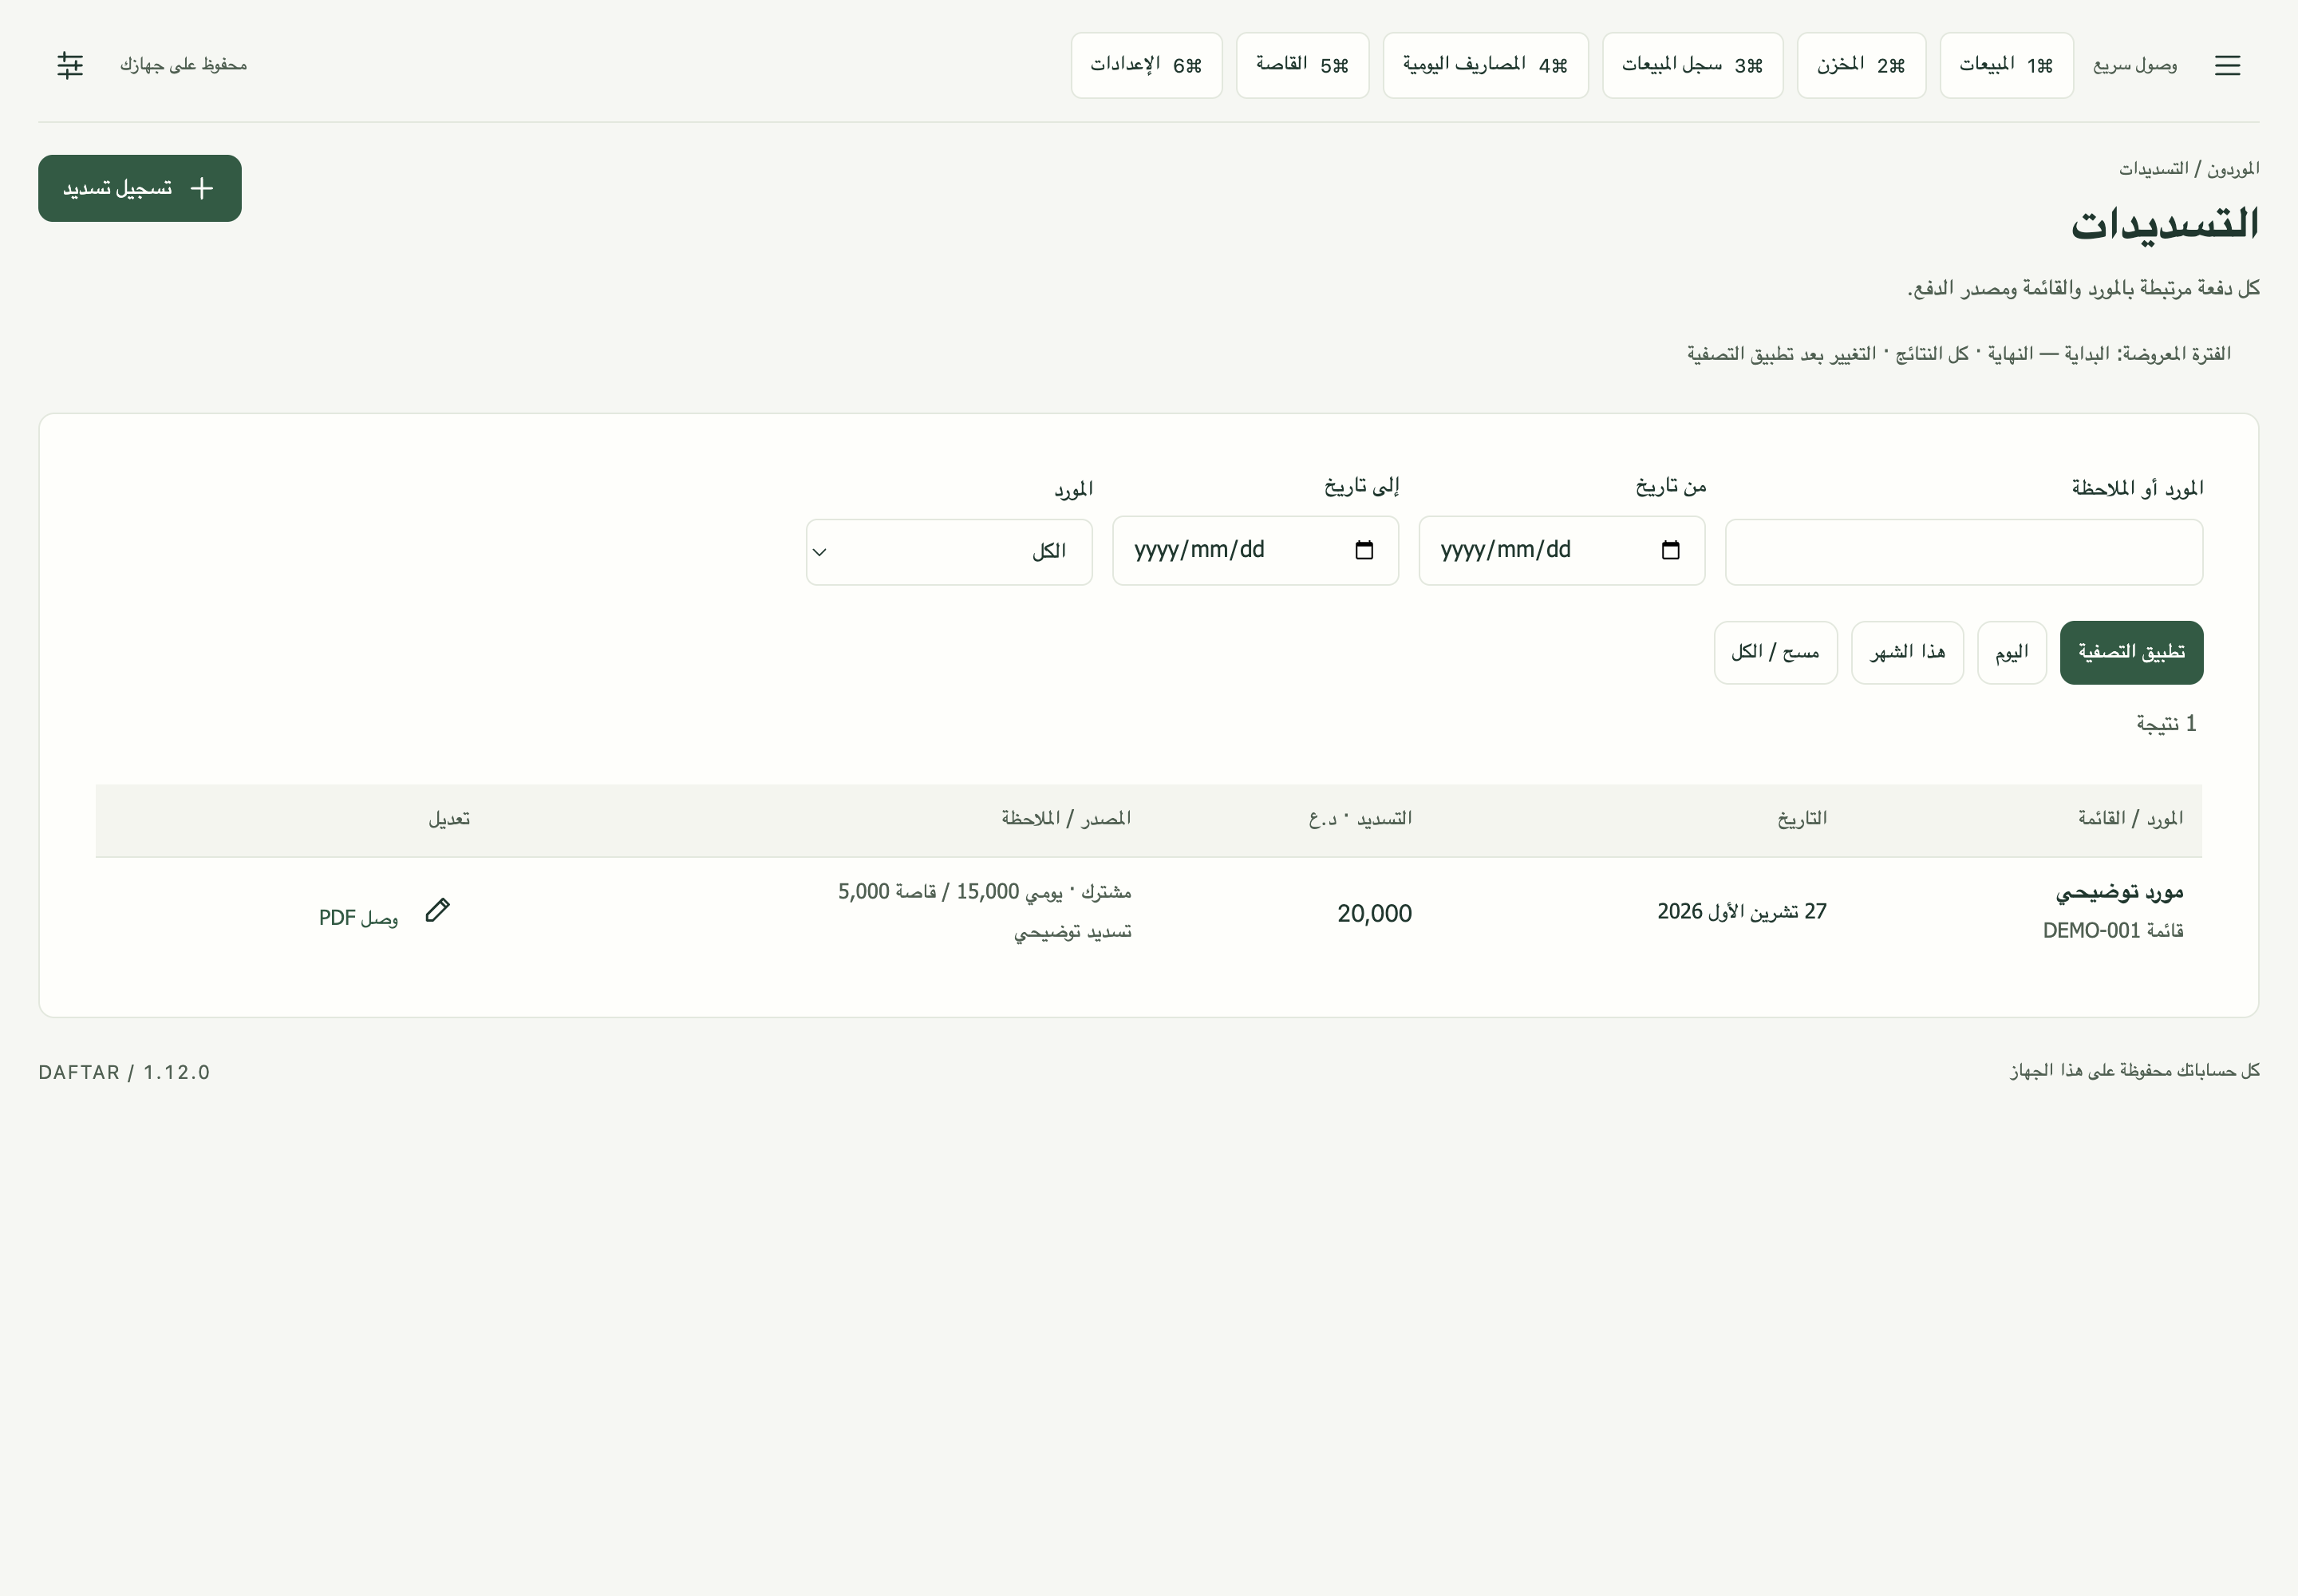 وصول سريع
⌘1 المبيعات
⌘2 المخزن
⌘3 سجل المبيعات
⌘4 المصاريف اليومية
⌘5 القاصة
⌘6 الإعدادات
محفوظ على جهازك
الموردون / التسديدات
التسديدات
تسجيل تسديد
كل دفعة مرتبطة بالمورد والقائمة ومصدر الدفع.
الفترة المعروضة: البداية — النهاية · كل النتائج · التغيير بعد تطبيق التصفية
المورد أو الملاحظة
من تاريخ
إلى تاريخ
المورد
yyyy/mm/dd
yyyy/mm/dd
الكل
تطبيق التصفية
اليوم
هذا الشهر
مسح / الكل
1 نتيجة
المورد / القائمة
التاريخ
التسديد · د.ع
المصدر / الملاحظة
تعديل
مورد توضيحي
قائمة DEMO-001
27 تشرين الأول 2026
20,000
مشترك · يومي 15,000 / قاصة 5,000
تسديد توضيحي
وصل PDF
كل حساباتك محفوظة على هذا الجهاز
DAFTAR / 1.12.0